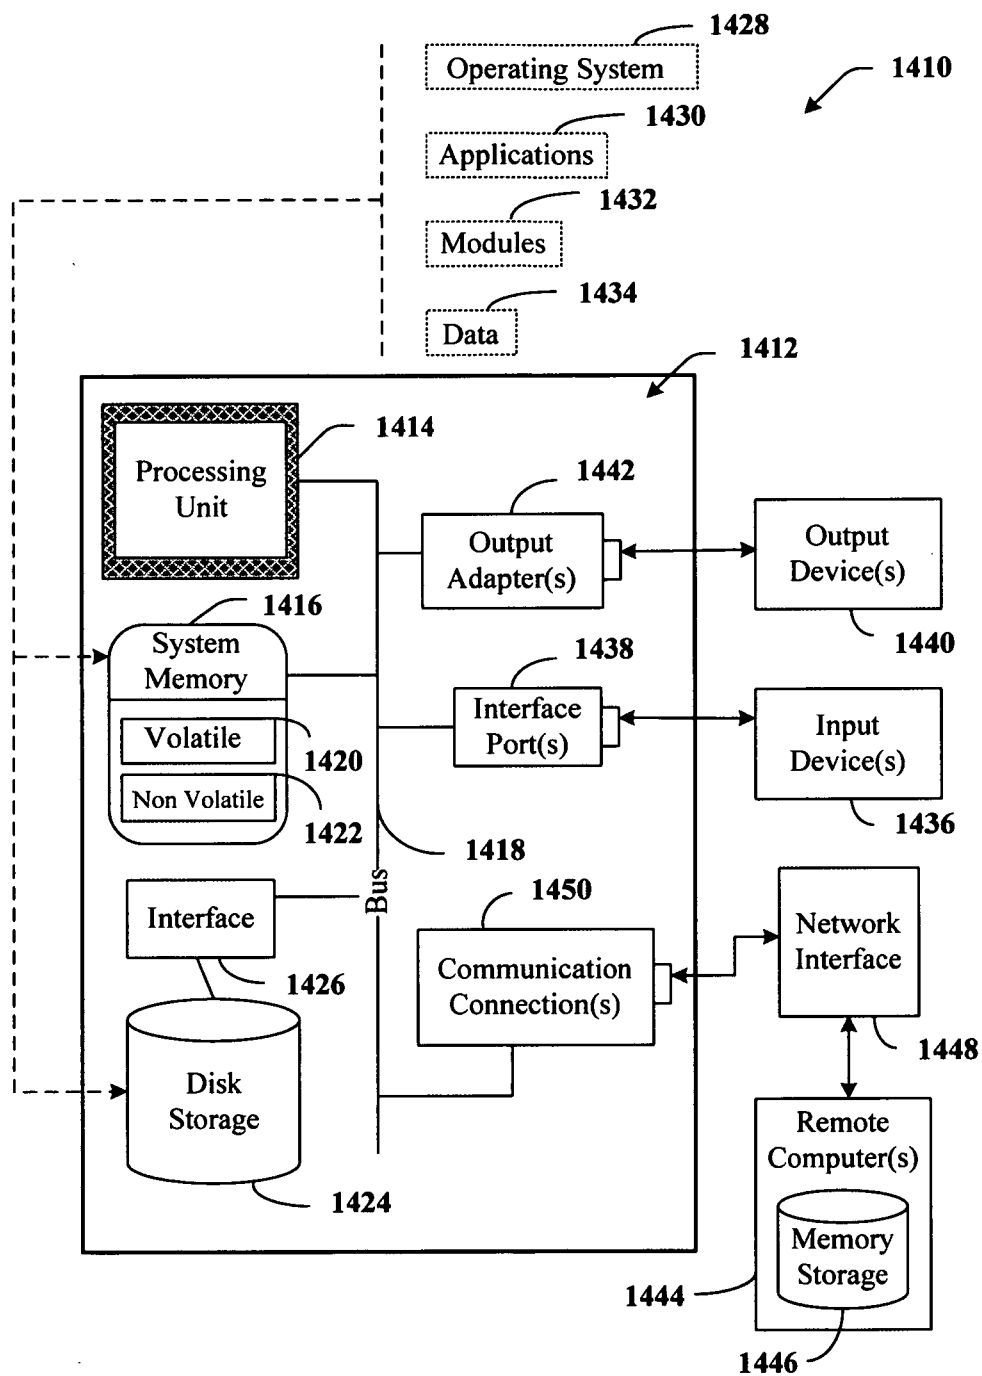 1428
Operating System
1410
1430
Applications
1432
Modules
1434
Data
1412
1414
Processing
Unit
1442
Output
Adapter(s)
Output
Device(s)
1440
1416
System
Memory
1438
Interface
Port(s)
Input
Device(s)
1436
Volatile
1420
Non Volatile
1422
1418
Bus
1450
Interface
1426
Communication
Connection(s)
Network
Interface
1448
Disk
Storage
1424
Remote
Computer(s)
Memory
Storage
1444
1446